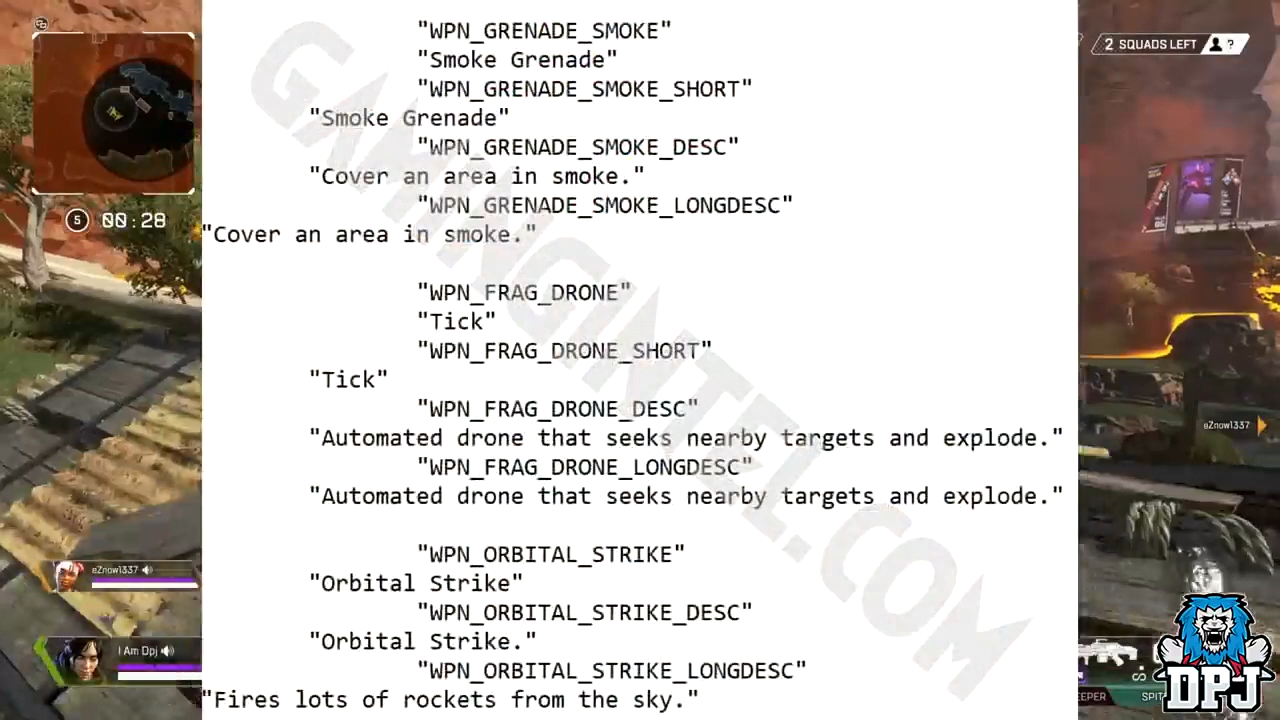 2 SQUADS LEFT ?
5 00:28
"WPN_GRENADE_SMOKE"
"Smoke Grenade"
"WPN_GRENADE_SMOKE_SHORT"
"Smoke Grenade"
"WPN_GRENADE_SMOKE_DESC"
"Cover an area in smoke."
"WPN_GRENADE_SMOKE_LONGDESC"
"Cover an area in smoke."
"WPN_FRAG_DRONE"
"Tick"
"WPN_FRAG_DRONE_SHORT"
"Tick"
"WPN_FRAG_DRONE_DESC"
"Automated drone that seeks nearby targets and explode."
"WPN_FRAG_DRONE_LONGDESC"
"Automated drone that seeks nearby targets and explode."
"WPN_ORBITAL_STRIKE"
"Orbital Strike"
"WPN_ORBITAL_STRIKE_DESC"
"Orbital Strike."
"WPN_ORBITAL_STRIKE_LONGDESC"
"Fires lots of rockets from the sky."
GAMINGINTEL.COM
eZnow1337
eZnow1337
I Am Dpj
EEPER
SPIT
DPJ